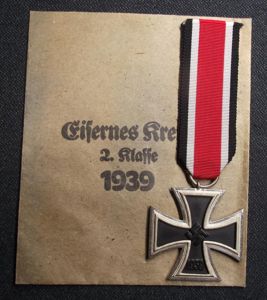 Eisernes Kre
2. Klasse
1939